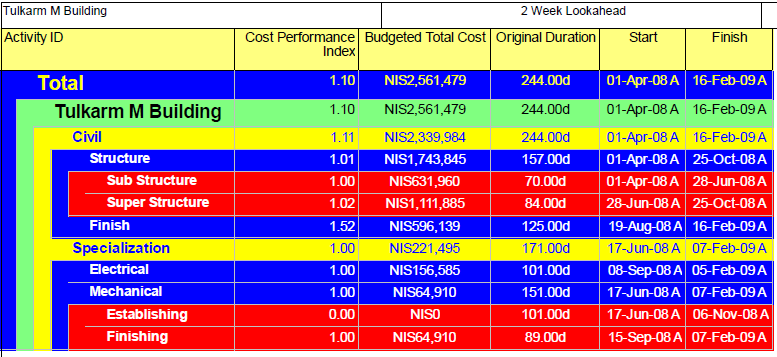 Tulkarm M Building 2 Week Lookahead
Activity ID Cost Performance Index Budgeted Total Cost Original Duration Start Finish
Total 1.10 NIS2,561,479 244.00d 01-Apr-08 A 16-Feb-09 A
Tulkarm M Building 1.10 NIS2,561,479 244.00d 01-Apr-08 A 16-Feb-09 A
Civil 1.11 NIS2,339,984 244.00d 01-Apr-08 A 16-Feb-09 A
Structure 1.01 NIS1,743,845 157.00d 01-Apr-08 A 25-Oct-08 A
Sub Structure 1.00 NIS631,960 70.00d 01-Apr-08 A 28-Jun-08 A
Super Structure 1.02 NIS1,111,885 84.00d 28-Jun-08 A 25-Oct-08 A
Finish 1.52 NIS596,139 125.00d 19-Aug-08 A 16-Feb-09 A
Specialization 1.00 NIS221,495 171.00d 17-Jun-08 A 07-Feb-09 A
Electrical 1.00 NIS156,585 101.00d 08-Sep-08 A 05-Feb-09 A
Mechanical 1.00 NIS64,910 151.00d 17-Jun-08 A 07-Feb-09 A
Establishing 0.00 NIS0 101.00d 17-Jun-08 A 06-Nov-08 A
Finishing 1.00 NIS64,910 89.00d 15-Sep-08 A 07-Feb-09 A